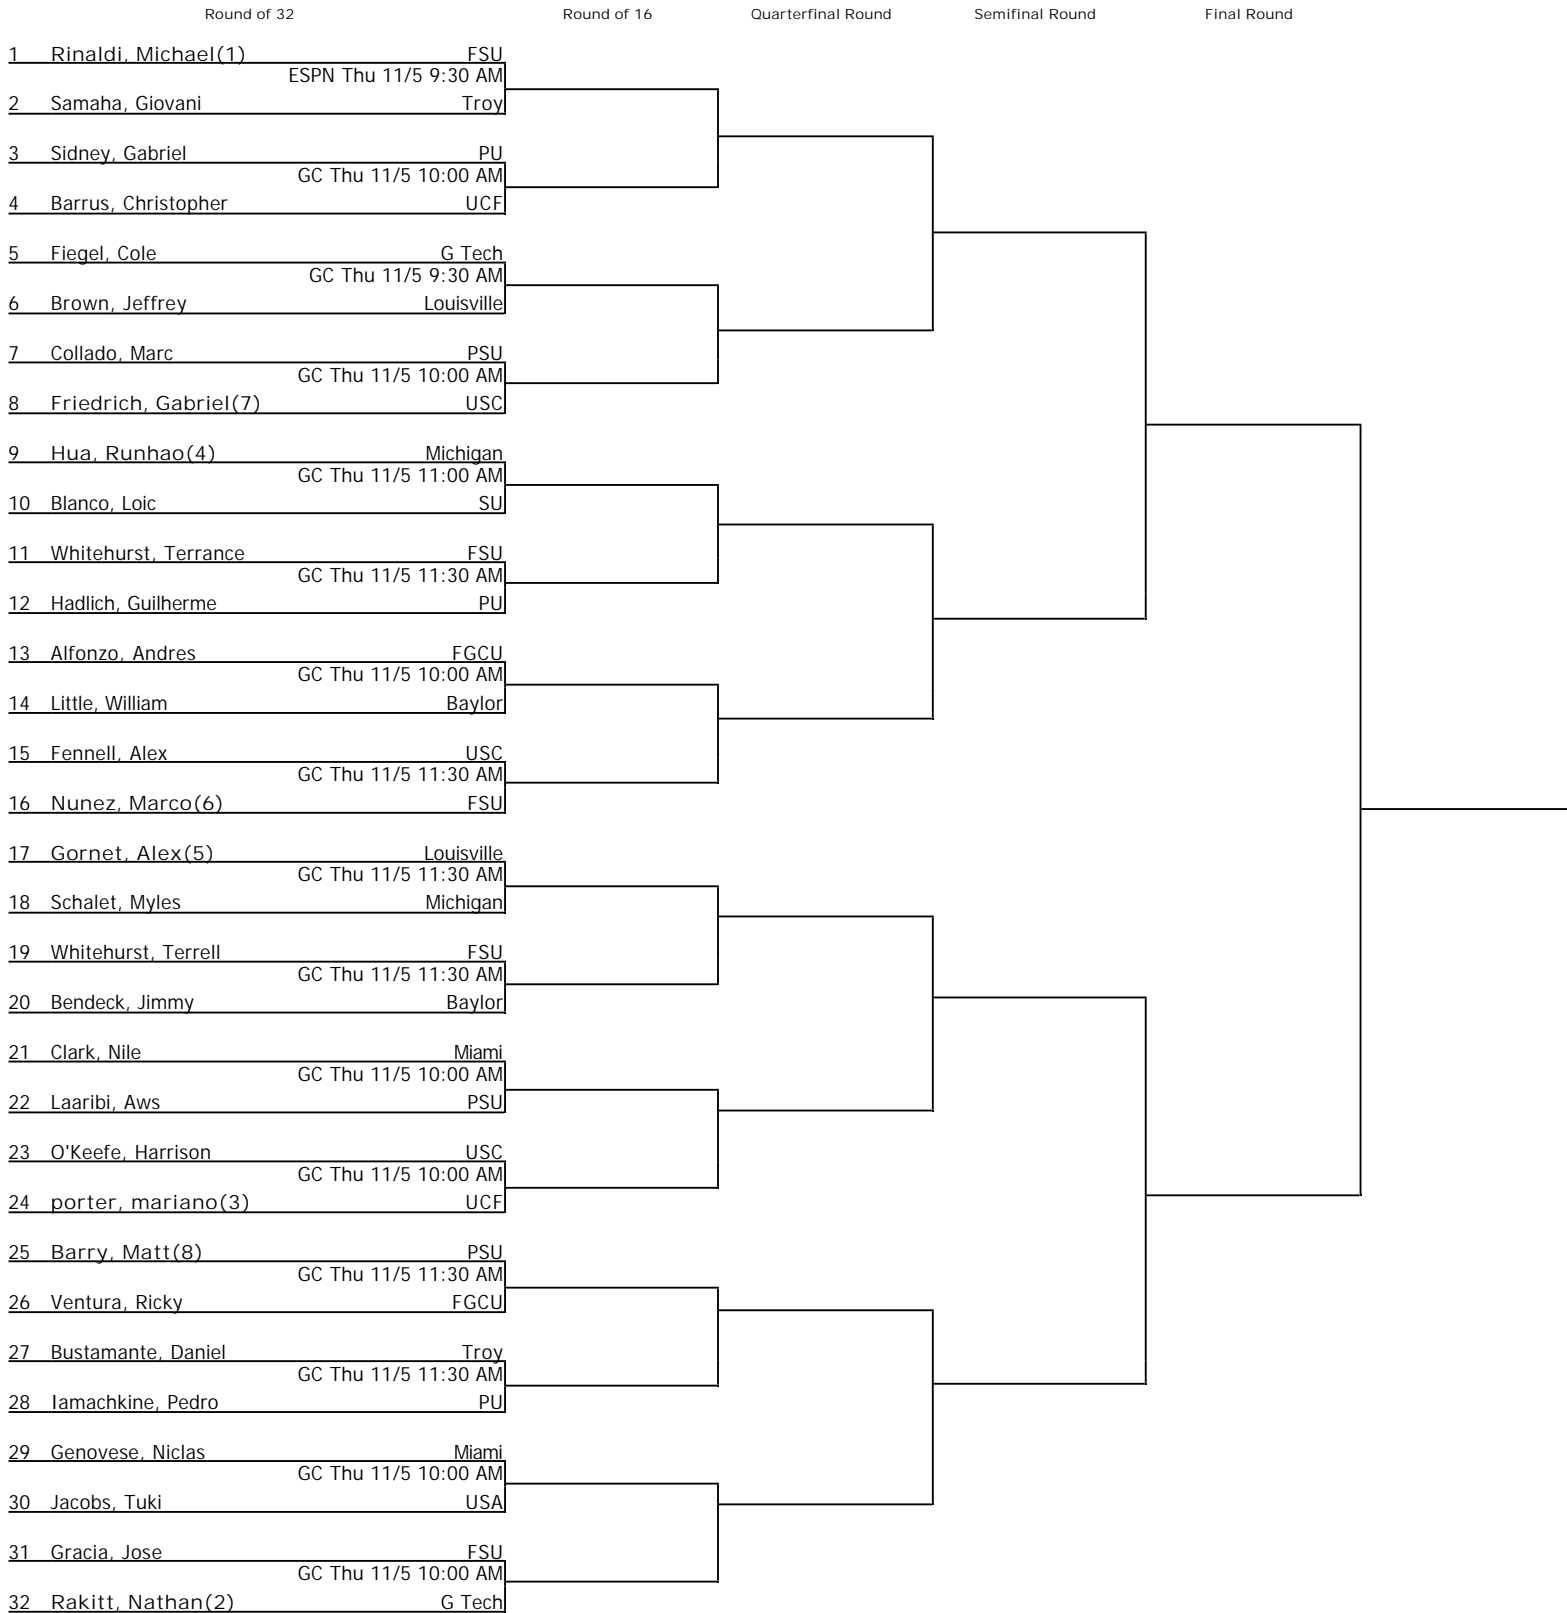 Round of 32 Round of 16 Quarterfinal Round Semifinal Round Final Round
1 Rinaldi, Michael(1) FSU
ESPN Thu 11/5 9:30 AM
2 Samaha, Giovani Troy
3 Sidney, Gabriel PU
GC Thu 11/5 10:00 AM
4 Barrus, Christopher UCF
5 Fiegel, Cole G Tech
GC Thu 11/5 9:30 AM
6 Brown, Jeffrey Louisville
7 Collado, Marc PSU
GC Thu 11/5 10:00 AM
8 Friedrich, Gabriel(7) USC
9 Hua, Runhao(4) Michigan
GC Thu 11/5 11:00 AM
10 Blanco, Loic SU
11 Whitehurst, Terrance FSU
GC Thu 11/5 11:30 AM
12 Hadlich, Guilherme PU
13 Alfonzo, Andres FGCU
GC Thu 11/5 10:00 AM
14 Little, William Baylor
15 Fennell, Alex USC
GC Thu 11/5 11:30 AM
16 Nunez, Marco(6) FSU
17 Gornet, Alex(5) Louisville
GC Thu 11/5 11:30 AM
18 Schalet, Myles Michigan
19 Whitehurst, Terrell FSU
GC Thu 11/5 11:30 AM
20 Bendeck, Jimmy Baylor
21 Clark, Nile Miami
GC Thu 11/5 10:00 AM
22 Laaribi, Aws PSU
23 O'Keefe, Harrison USC
GC Thu 11/5 10:00 AM
24 porter, mariano(3) UCF
25 Barry, Matt(8) PSU
GC Thu 11/5 11:30 AM
26 Ventura, Ricky FGCU
27 Bustamante, Daniel Troy
GC Thu 11/5 11:30 AM
28 Iamachkine, Pedro PU
29 Genovese, Niclas Miami
GC Thu 11/5 10:00 AM
30 Jacobs, Tuki USA
31 Gracia, Jose FSU
GC Thu 11/5 10:00 AM
32 Rakitt, Nathan(2) G Tech